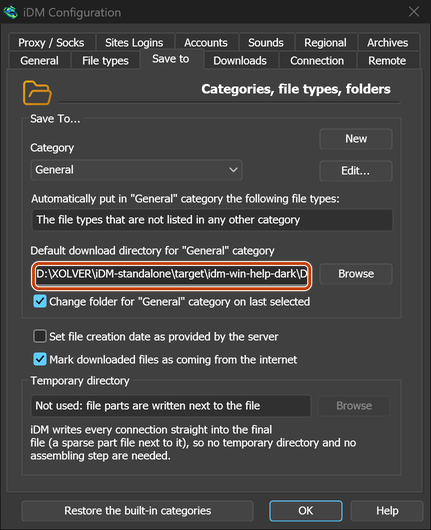 iDM Configuration
Proxy / Socks Sites Logins Accounts Sounds Regional Archives
General File types Save to Downloads Connection Remote
Categories, file types, folders
Save To...
New
Category
General
Edit...
Automatically put in "General" category the following file types:
The file types that are not listed in any other category
Default download directory for "General" category
D:\XOLVER\iDM-standalone\target\idm-win-help-dark\D
Browse
Change folder for "General" category on last selected
Set file creation date as provided by the server
Mark downloaded files as coming from the internet
Temporary directory
Not used: file parts are written next to the file
Browse
iDM writes every connection straight into the final
file (a sparse part file next to it), so no temporary directory and no
assembling step are needed.
Restore the built-in categories OK Help